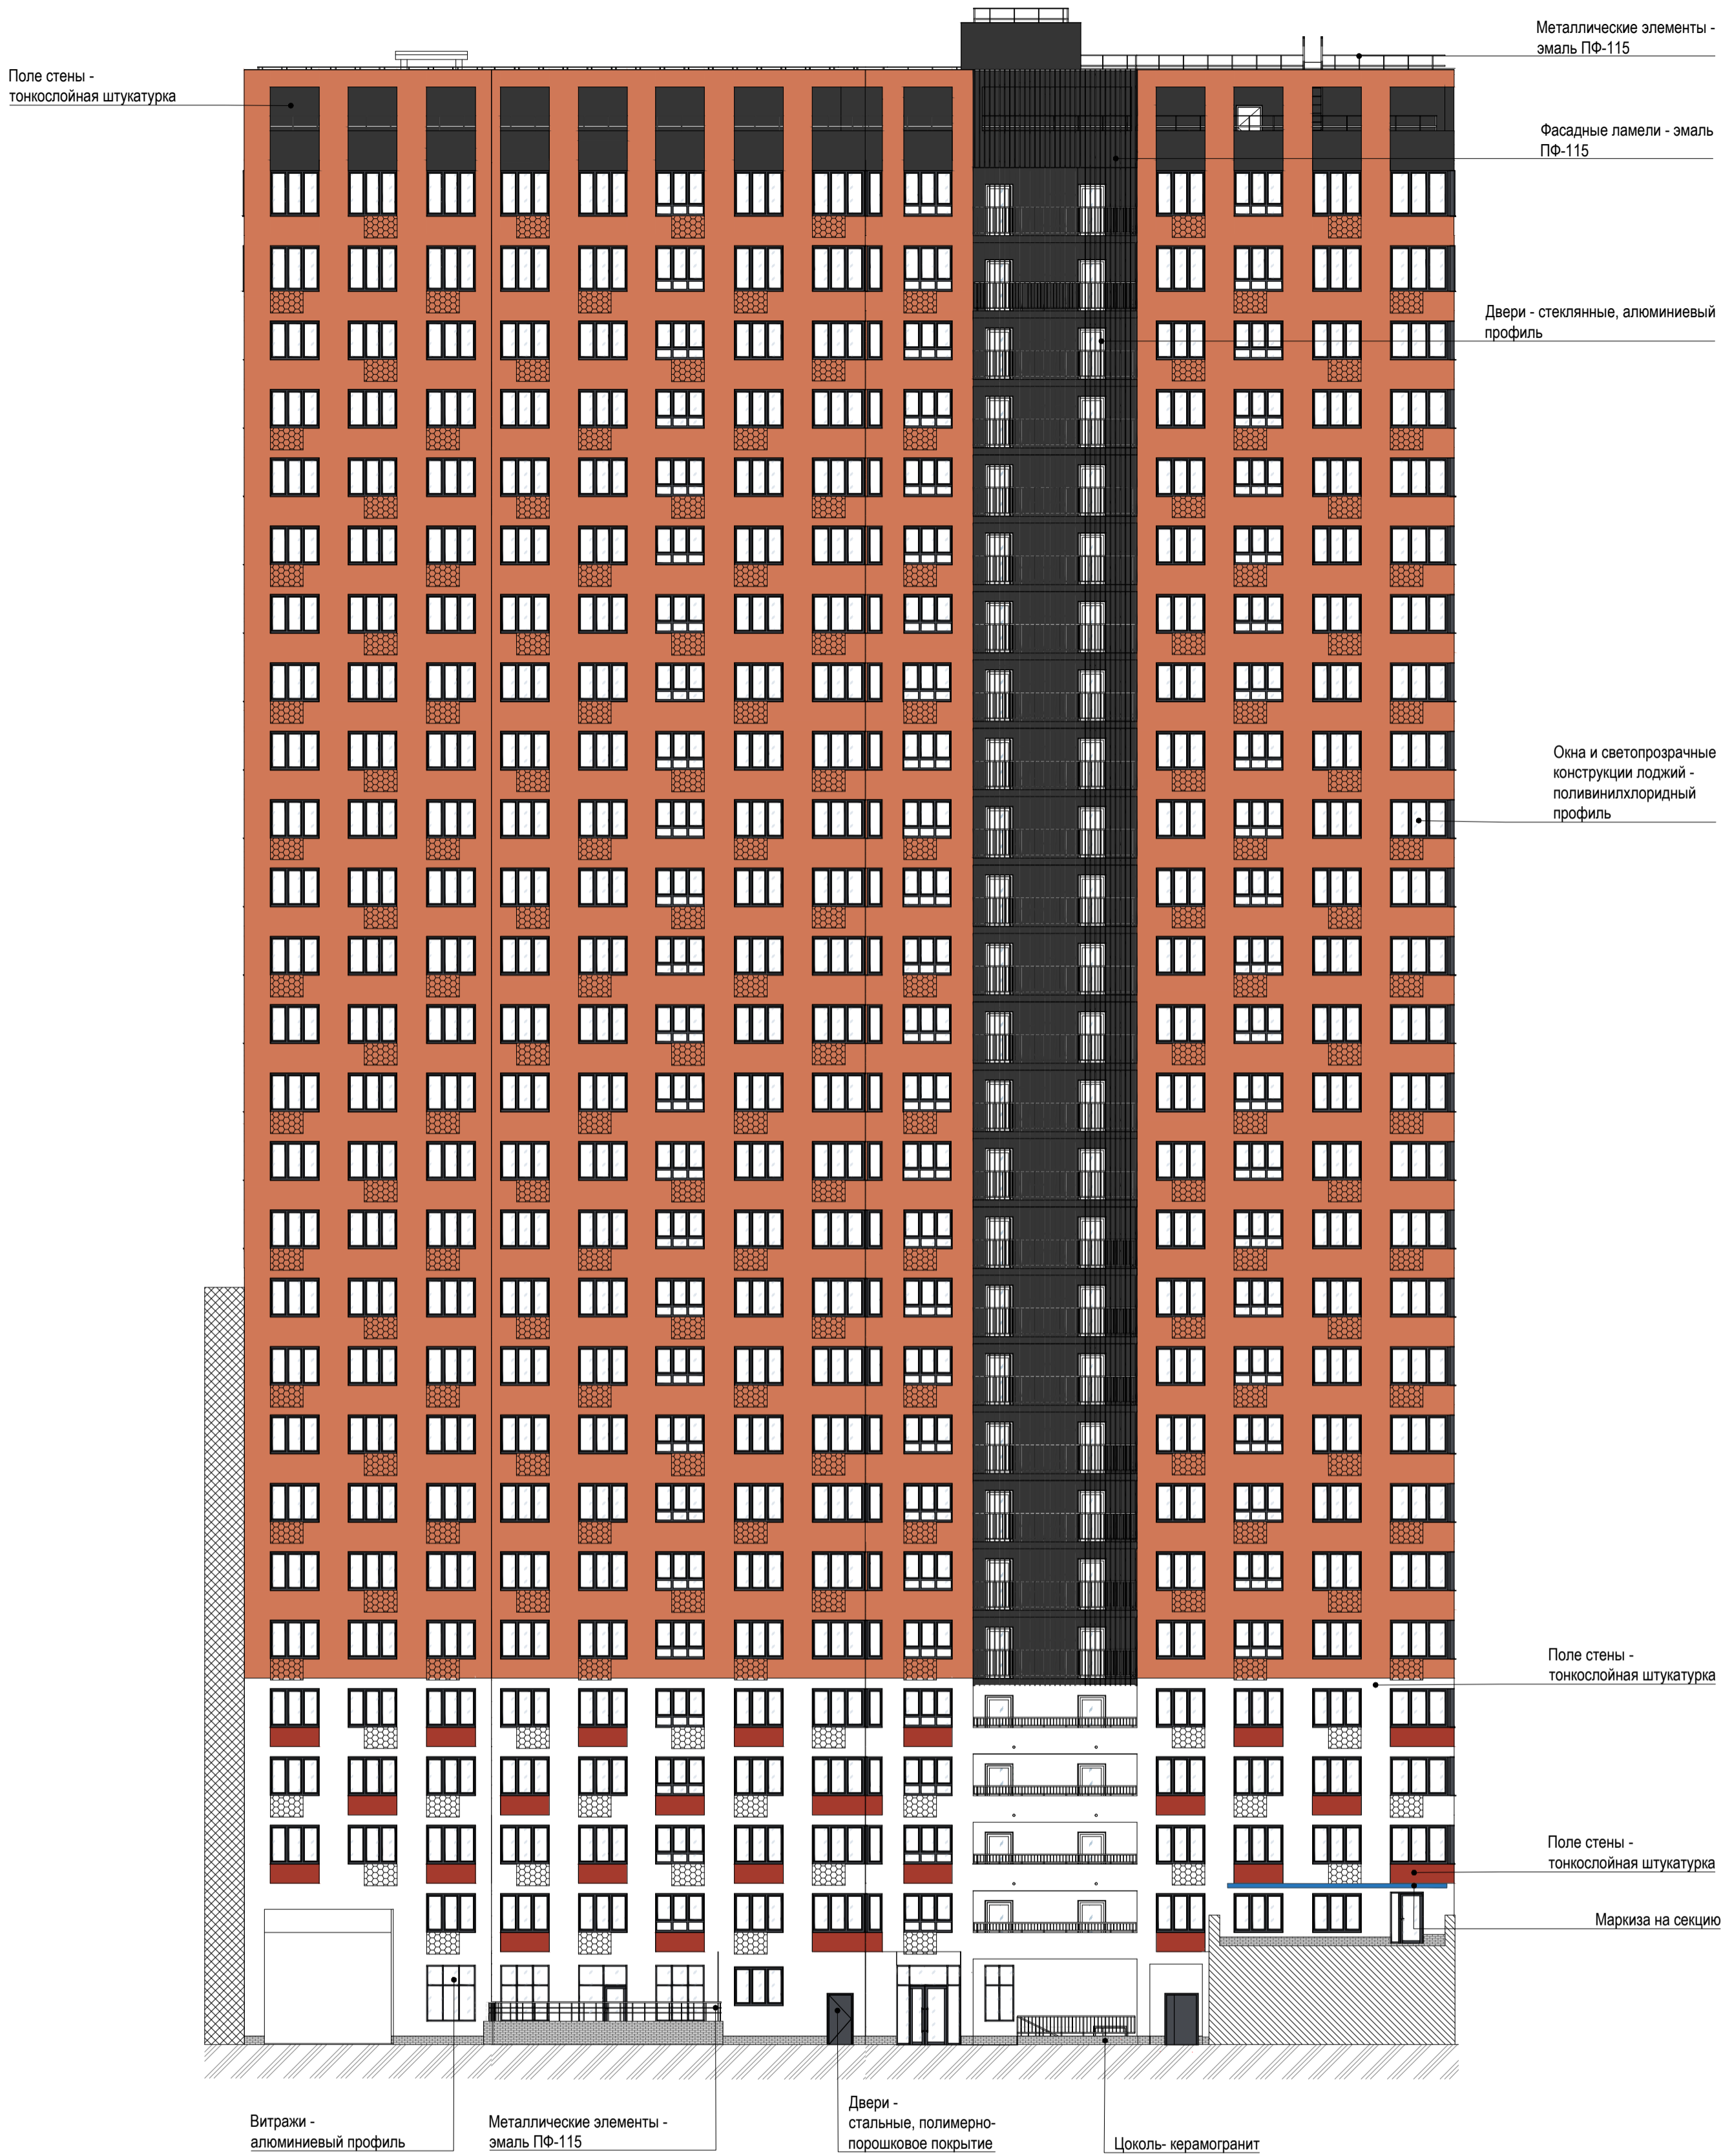 Металлические элементы -
эмаль ПФ-115
Поле стены -
тонкослойная штукатурка
Фасадные ламели - эмаль
ПФ-115
Двери - стеклянные, алюминиевый
профиль
Окна и светопрозрачные
конструкции лоджий -
поливинилхлоридный
профиль
Поле стены -
тонкослойная штукатурка
Поле стены -
тонкослойная штукатурка
Маркиза на секцию
Витражи -
алюминиевый профиль
Металлические элементы -
эмаль ПФ-115
Двери -
стальные, полимерно-
порошковое покрытие
Цоколь- керамогранит